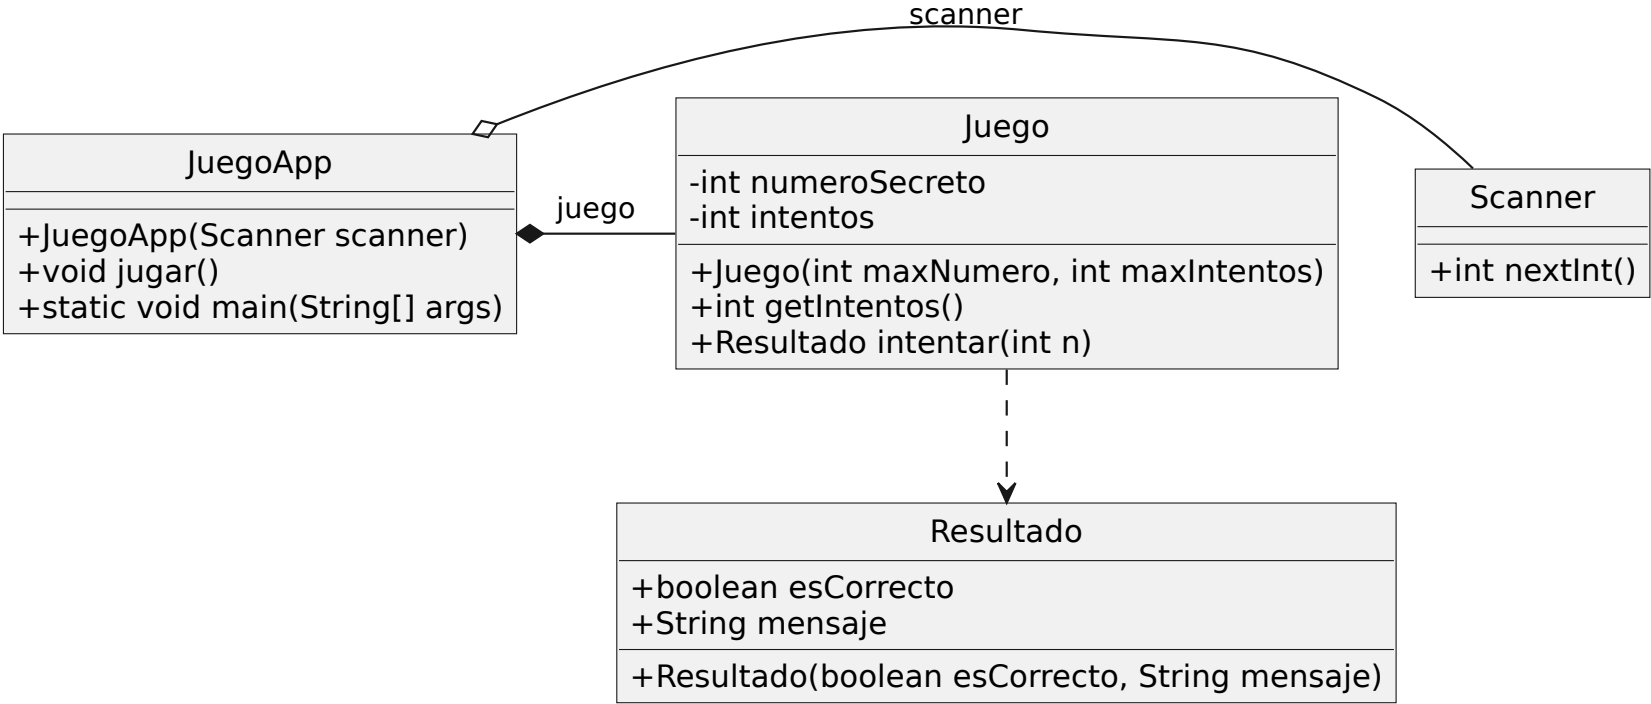 scanner
JuegoApp
+JuegoApp(Scanner scanner)
+void jugar()
+static void main(String[] args)
juego
Juego
-int numeroSecreto
-int intentos
+Juego(int maxNumero, int maxIntentos)
+int getIntentos()
+Resultado intentar(int n)
Scanner
+int nextInt()
Resultado
+boolean esCorrecto
+String mensaje
+Resultado(boolean esCorrecto, String mensaje)